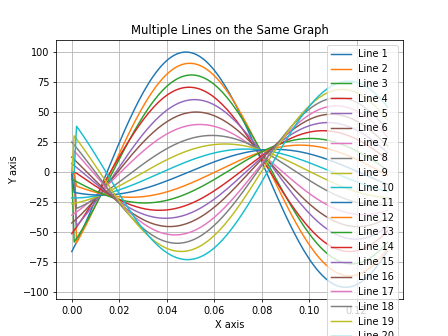 Multiple Lines on the Same Graph
100
75
50
25
0
−25
−50
−75
−100
Y axis
0.00
0.02
0.04
0.06
0.08
0.10
X axis
Line 1
Line 2
Line 3
Line 4
Line 5
Line 6
Line 7
Line 8
Line 9
Line 10
Line 11
Line 12
Line 13
Line 14
Line 15
Line 16
Line 17
Line 18
Line 19
Line 20